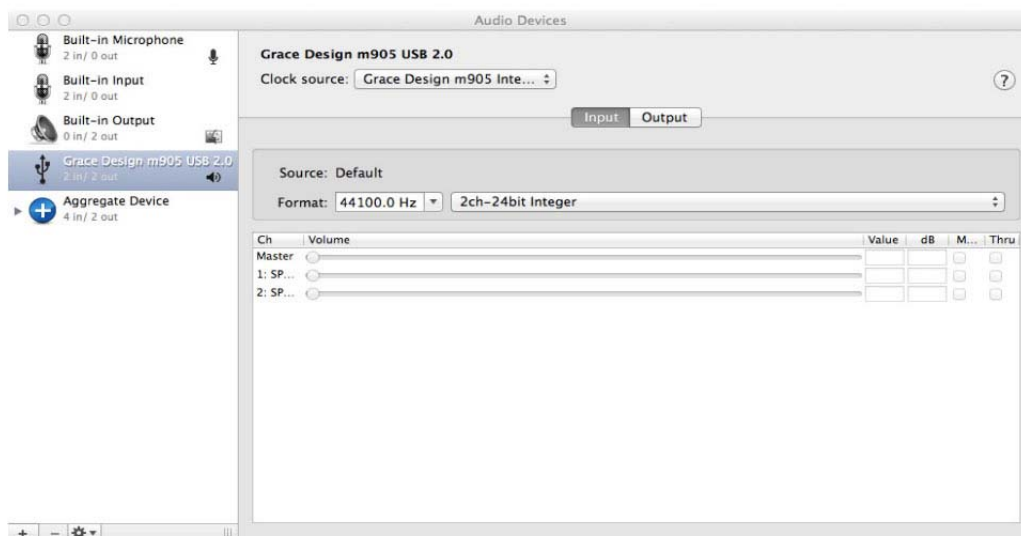 Audio Devices
Built-in Microphone
2 in/ 0 out
Built-in Input
2 in/ 0 out
Built-in Output
0 in/ 2 out
Grace Design m905 USB 2.0
2 in/ 2 out
Aggregate Device
4 in/ 2 out
Grace Design m905 USB 2.0
Clock source: Grace Design m905 Inte...
?
Input Output
Source: Default
Format: 44100.0 Hz 2ch-24bit Integer
Ch Volume Value dB M... Thru
Master
1: SP...
2: SP...